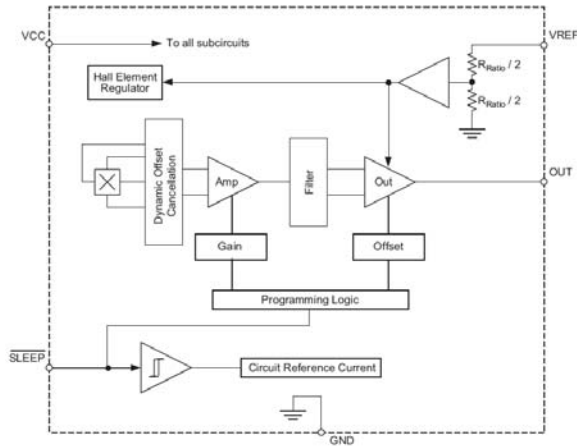 VCC
To all subcircuits
VREF
Hall Element
Regulator
RRatio / 2
RRatio / 2
Dynamic Offset
Cancellation
Amp
Filter
Out
OUT
Gain
Offset
Programming Logic
SLEEP
Circuit Reference Current
GND